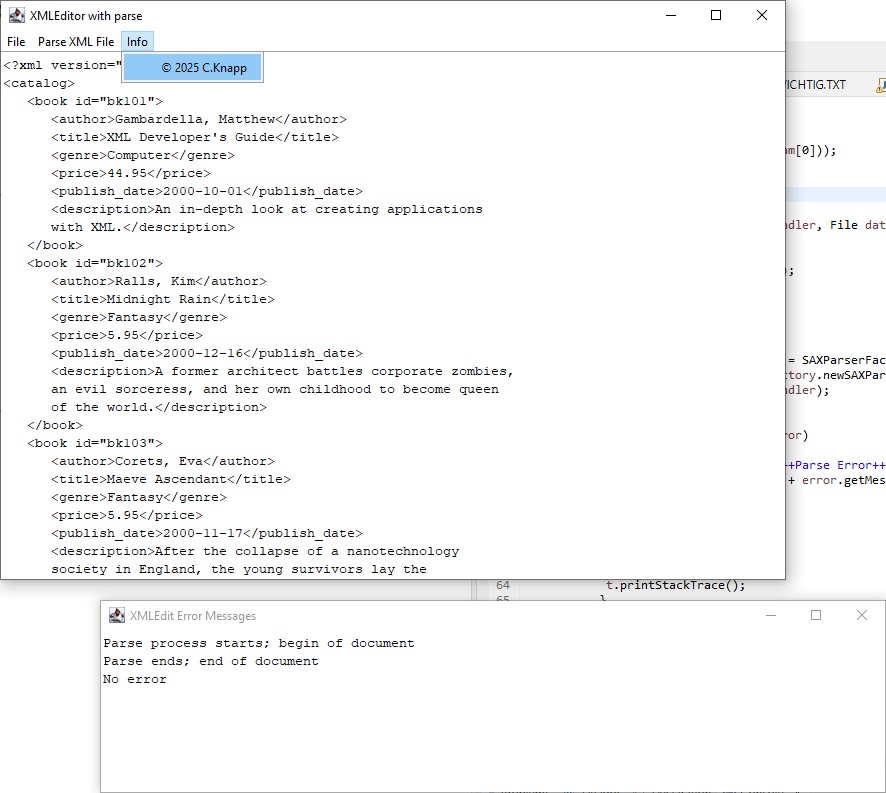 XMLEditor with parse
File Parse XML File Info
© 2025 C.Knapp
<?xml version="
<catalog>
<book id="bk101">
<author>Gambardella, Matthew</author>
<title>XML Developer's Guide</title>
<genre>Computer</genre>
<price>44.95</price>
<publish_date>2000-10-01</publish_date>
<description>An in-depth look at creating applications
with XML.</description>
</book>
<book id="bk102">
<author>Ralls, Kim</author>
<title>Midnight Rain</title>
<genre>Fantasy</genre>
<price>5.95</price>
<publish_date>2000-12-16</publish_date>
<description>A former architect battles corporate zombies,
an evil sorceress, and her own childhood to become queen
of the world.</description>
</book>
<book id="bk103">
<author>Corets, Eva</author>
<title>Maeve Ascendant</title>
<genre>Fantasy</genre>
<price>5.95</price>
<publish_date>2000-11-17</publish_date>
<description>After the collapse of a nanotechnology
society in England, the young survivors lay the
ICHTIG.TXT
am[0]));
ndler, File dat
);
= SAXParserFac
ctory.newSAXPar
ndler);
ror)
++Parse Error++
+ error.getMes
64 t.printStackTrace();
65 }
XMLEdit Error Messages
Parse process starts; begin of document
Parse ends; end of document
No error